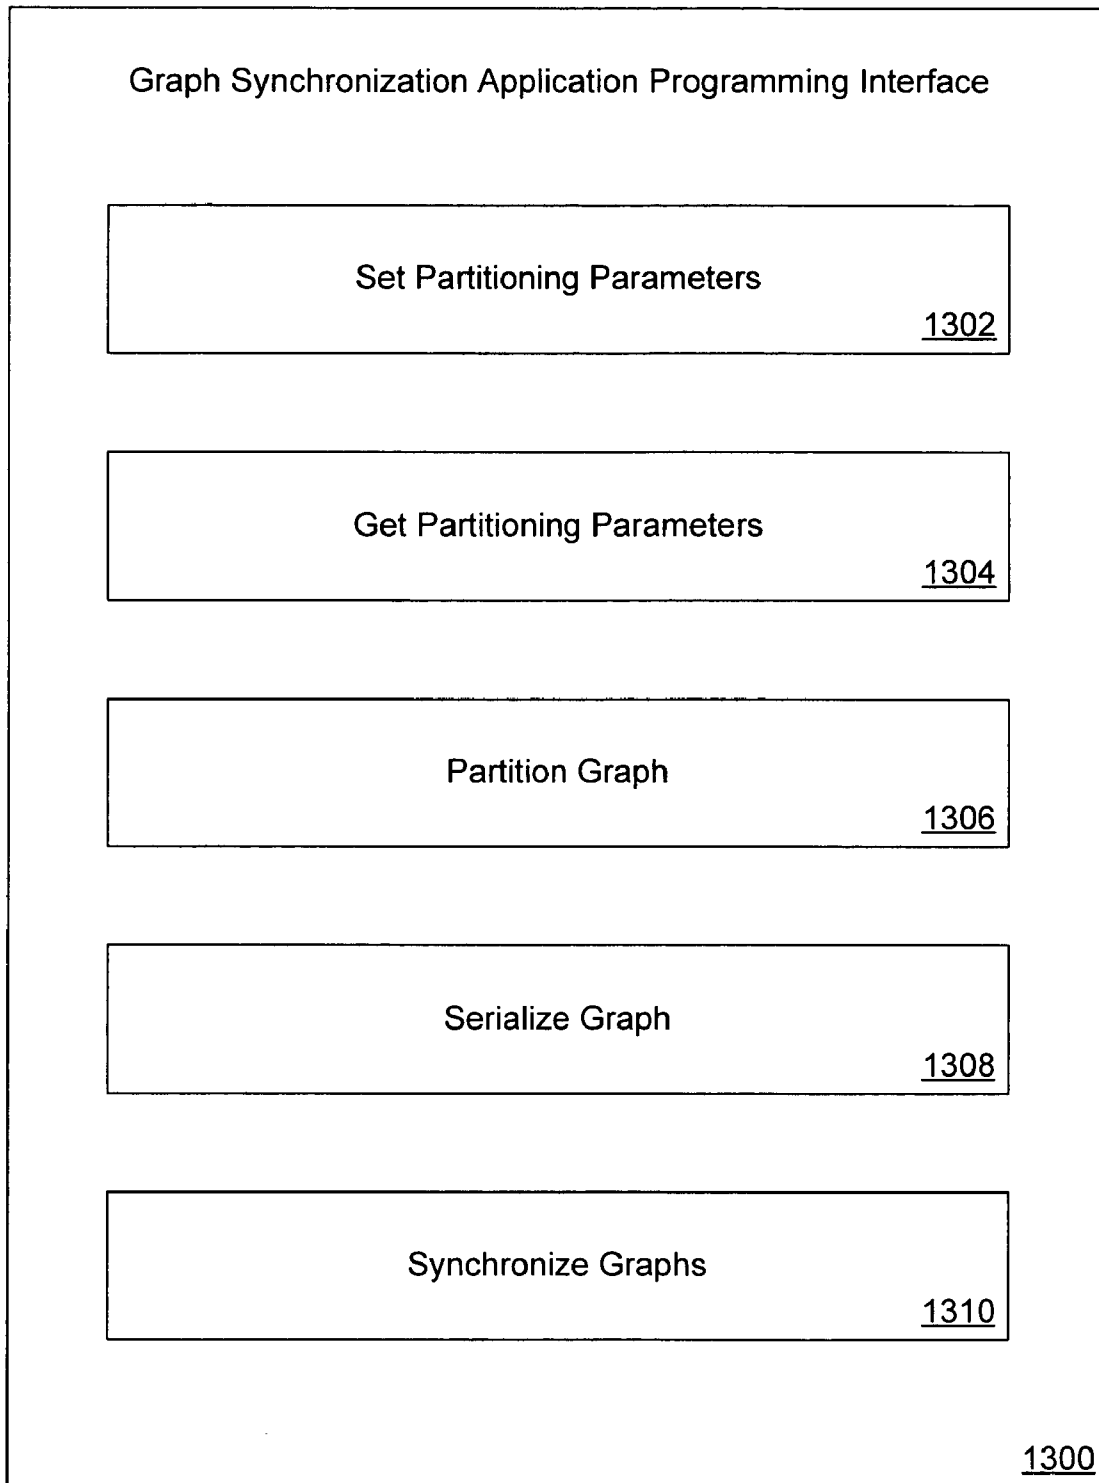 Graph Synchronization Application Programming Interface
Set Partitioning Parameters
1302
Get Partitioning Parameters
1304
Partition Graph
1306
Serialize Graph
1308
Synchronize Graphs
1310
1300